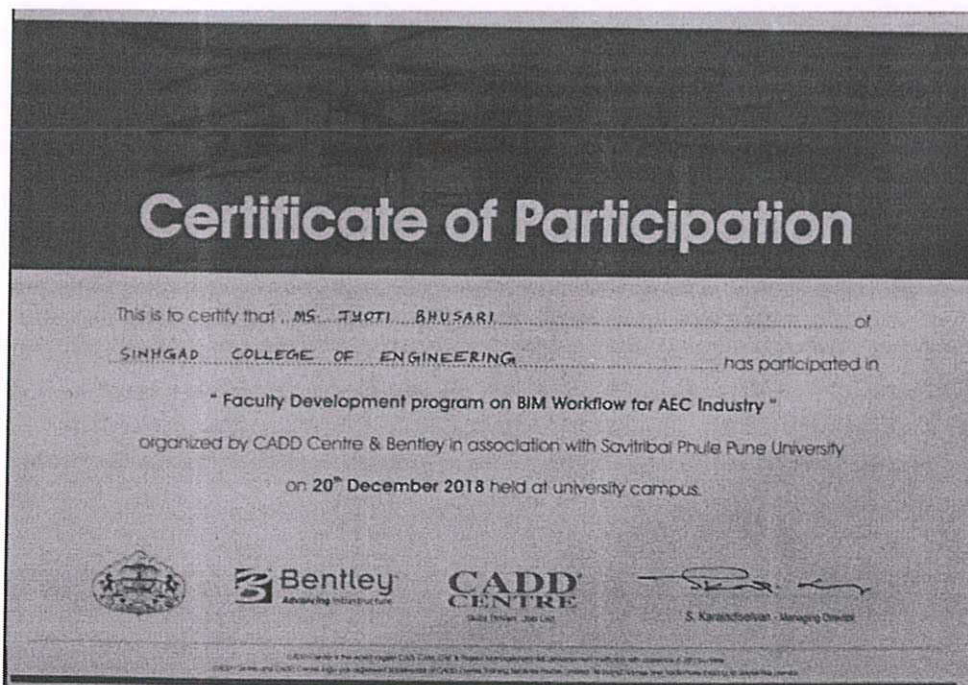 Certificate of Participation
This is to certify that MS JYOTI BHUSARI of
SINHGAD COLLEGE OF ENGINEERING has participated in
" Faculty Development program on BIM Workflow for AEC Industry "
organized by CADD Centre & Bentley in association with Savitribai Phule Pune University
on 20th December 2018 held at university campus.
Bentley
Advancing Infrastructure
CADD
CENTRE
S. Karaiadiselvan - Managing Director